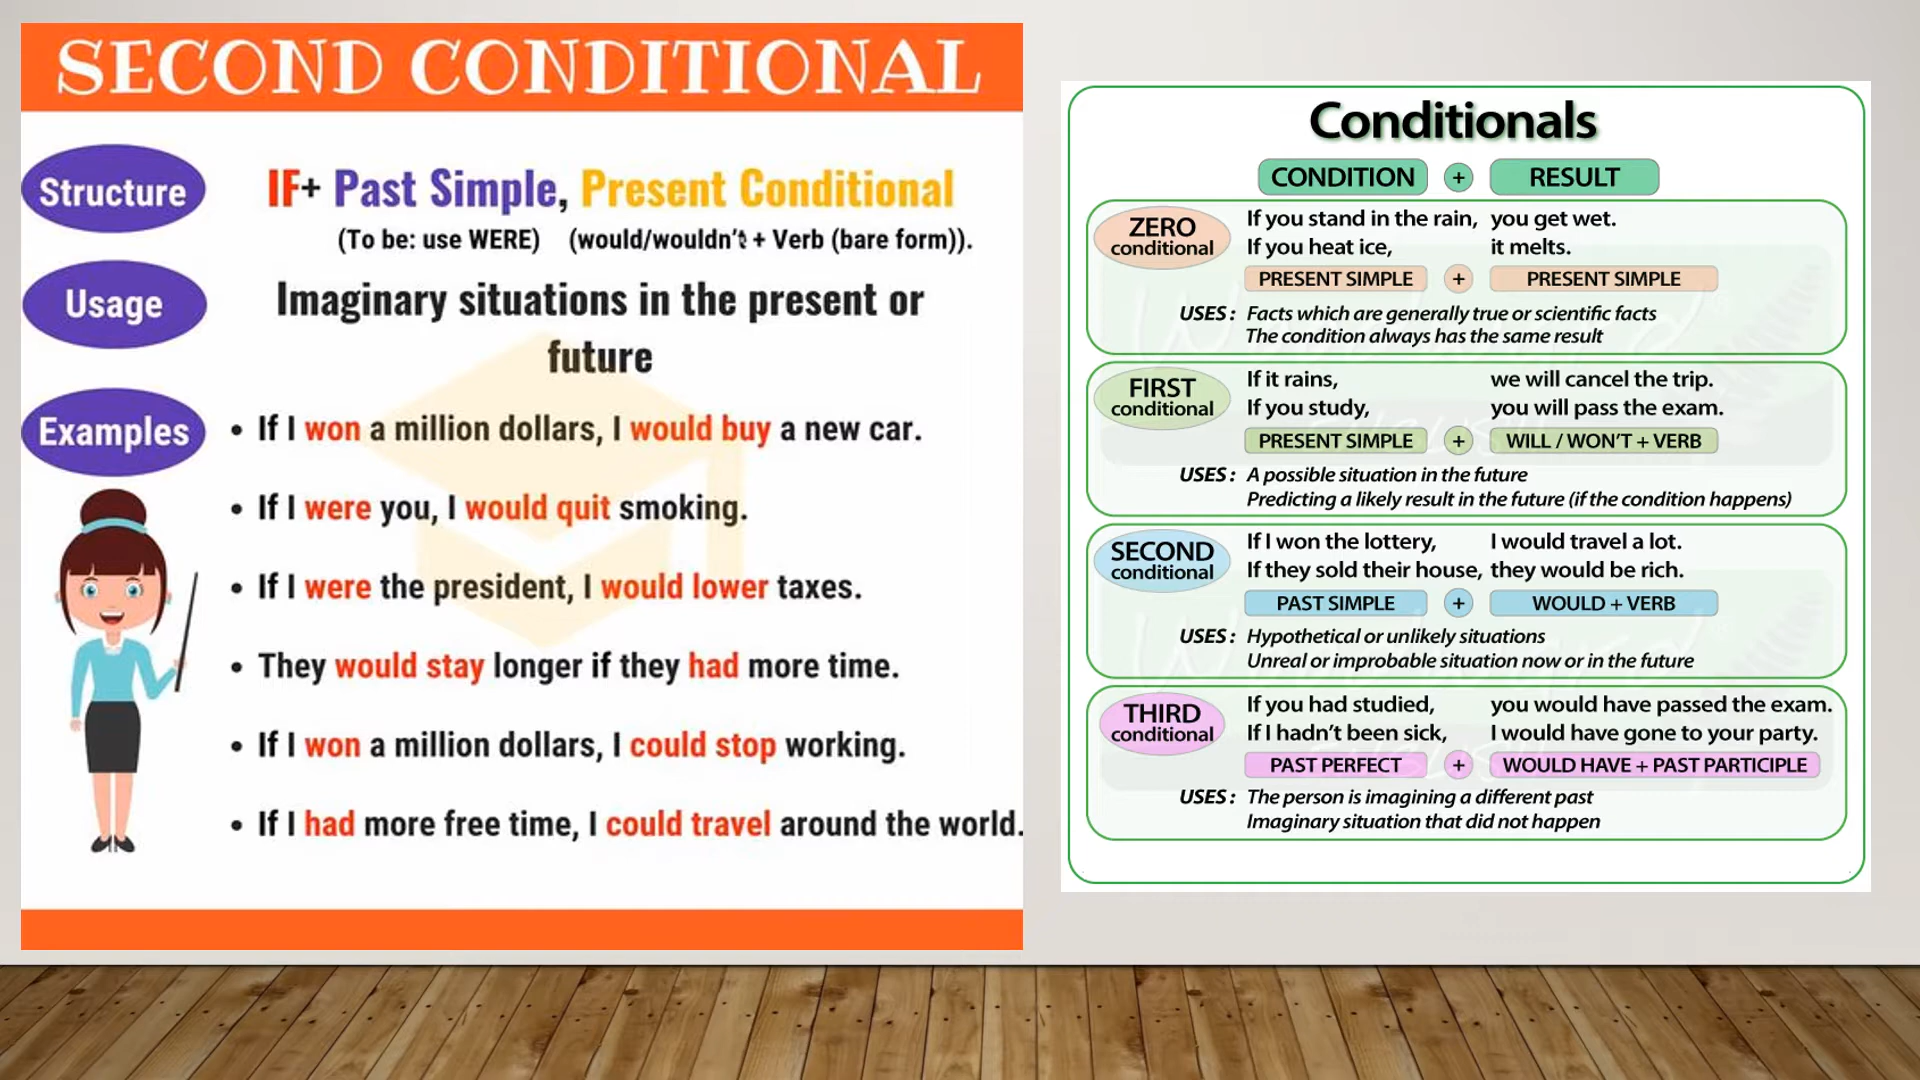 SECOND CONDITIONAL
Structure
IF+ Past Simple, Present Conditional
(To be: use WERE) (would/wouldn't + Verb (bare form)).
Usage
Imaginary situations in the present or
future
Examples
• If I won a million dollars, I would buy a new car.
• If I were you, I would quit smoking.
• If I were the president, I would lower taxes.
• They would stay longer if they had more time.
• If I won a million dollars, I could stop working.
• If I had more free time, I could travel around the world.
Conditionals
CONDITION + RESULT
ZERO
conditional
If you stand in the rain, you get wet.
If you heat ice, it melts.
PRESENT SIMPLE + PRESENT SIMPLE
USES: Facts which are generally true or scientific facts
The condition always has the same result
FIRST
conditional
If it rains, we will cancel the trip.
If you study, you will pass the exam.
PRESENT SIMPLE + WILL / WON'T + VERB
USES: A possible situation in the future
Predicting a likely result in the future (if the condition happens)
SECOND
conditional
If I won the lottery, I would travel a lot.
If they sold their house, they would be rich.
PAST SIMPLE + WOULD + VERB
USES: Hypothetical or unlikely situations
Unreal or improbable situation now or in the future
THIRD
conditional
If you had studied, you would have passed the exam.
If I hadn't been sick, I would have gone to your party.
PAST PERFECT + WOULD HAVE + PAST PARTICIPLE
USES: The person is imagining a different past
Imaginary situation that did not happen